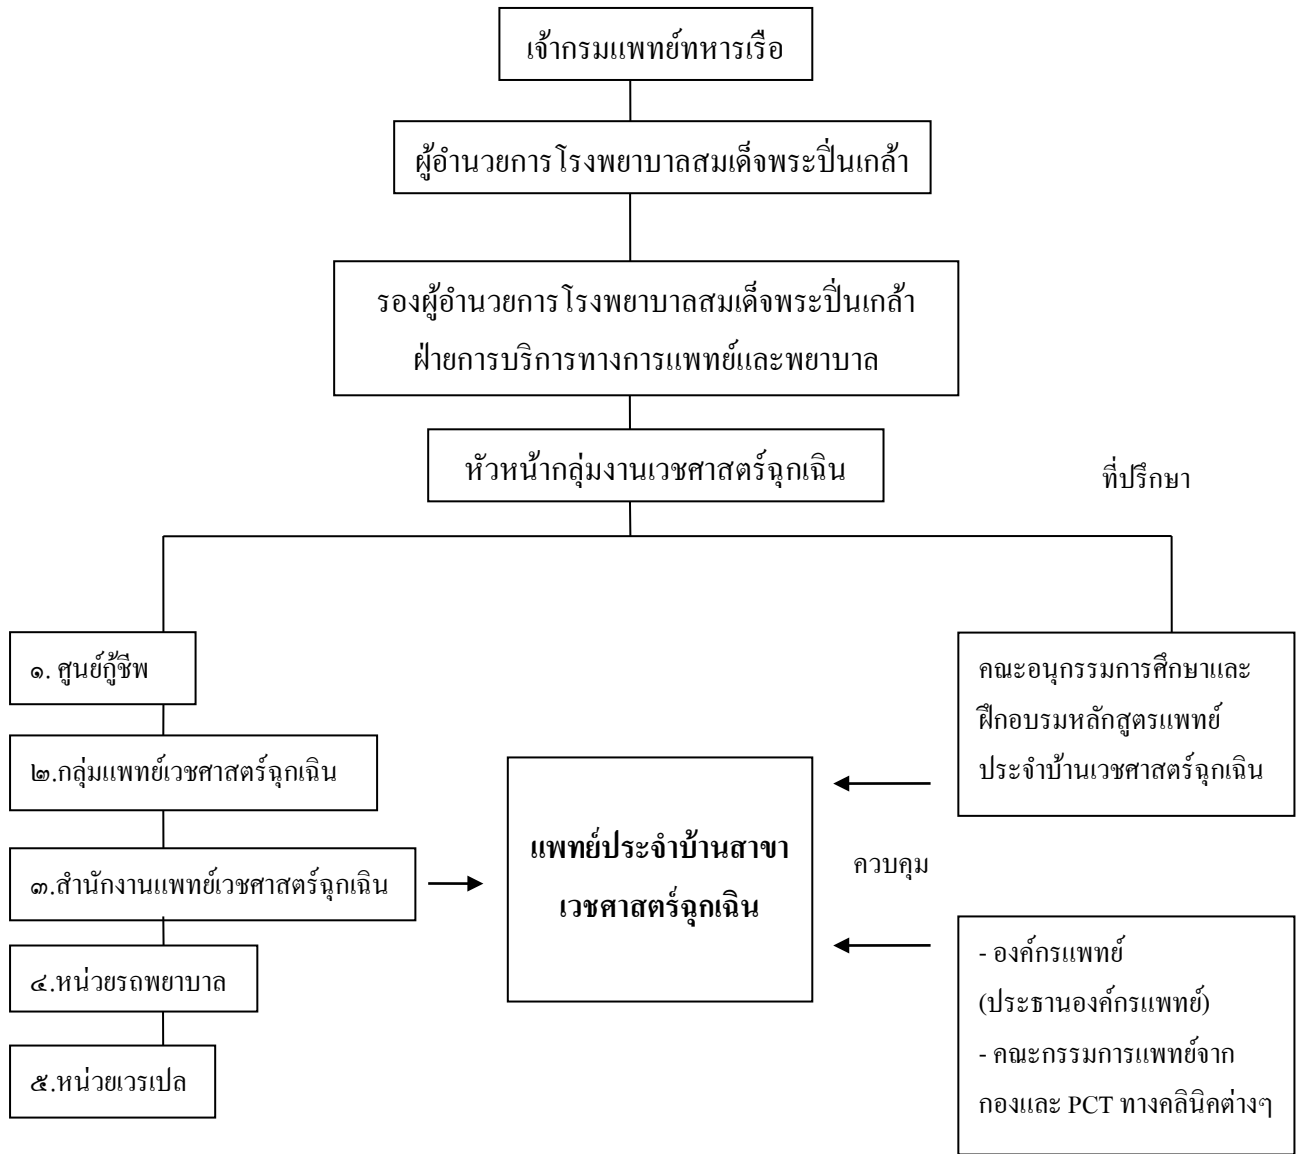 เจ้ากรมแพทย์ทหารเรือ
ผู้อำนวยการโรงพยาบาลสมเด็จพระปิ่นเกล้า
รองผู้อำนวยการโรงพยาบาลสมเด็จพระปิ่นเกล้า
ฝ่ายการบริการทางการแพทย์และพยาบาล
หัวหน้ากลุ่มงานเวชศาสตร์ฉุกเฉิน
ที่ปรึกษา
๑. ศูนย์กู้ชีพ
๒.กลุ่มแพทย์เวชศาสตร์ฉุกเฉิน
๓.สำนักงานแพทย์เวชศาสตร์ฉุกเฉิน
๔.หน่วยรถพยาบาล
๕.หน่วยเวรเปล
แพทย์ประจำบ้านสาขา
เวชศาสตร์ฉุกเฉิน
คณะอนุกรรมการศึกษาและ
ฝึกอบรมหลักสูตรแพทย์
ประจำบ้านเวชศาสตร์ฉุกเฉิน
ควบคุม
- องค์กรแพทย์
(ประธานองค์กรแพทย์)
- คณะกรรมการแพทย์จาก
กองและ PCT ทางคลินิคต่างๆ